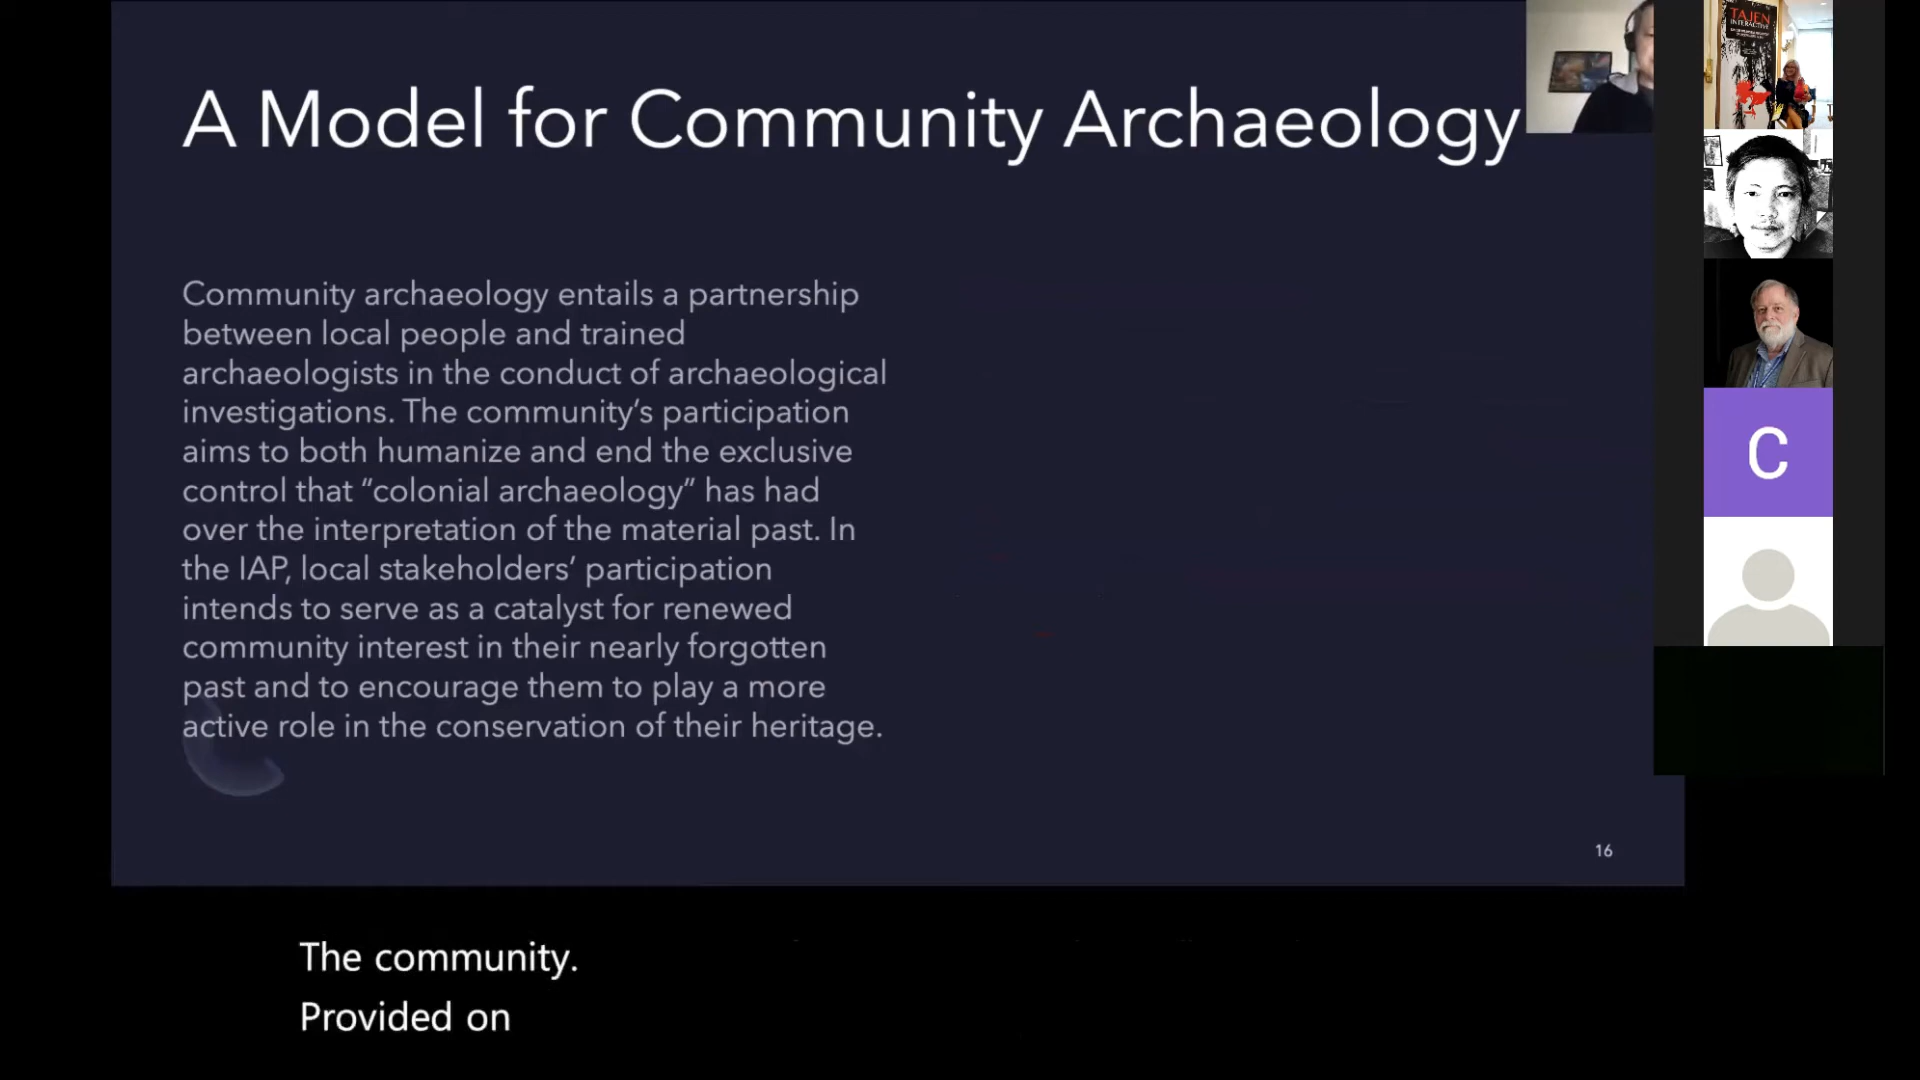 A Model for Community Archaeology
Community archaeology entails a partnership
between local people and trained
archaeologists in the conduct of archaeological
investigations. The community’s participation
aims to both humanize and end the exclusive
control that “colonial archaeology” has had
over the interpretation of the material past. In
the IAP, local stakeholders’ participation
intends to serve as a catalyst for renewed
community interest in their nearly forgotten
past and to encourage them to play a more
active role in the conservation of their heritage.
16
TAJEN
INTERACTIVE
C
The community.
Provided on